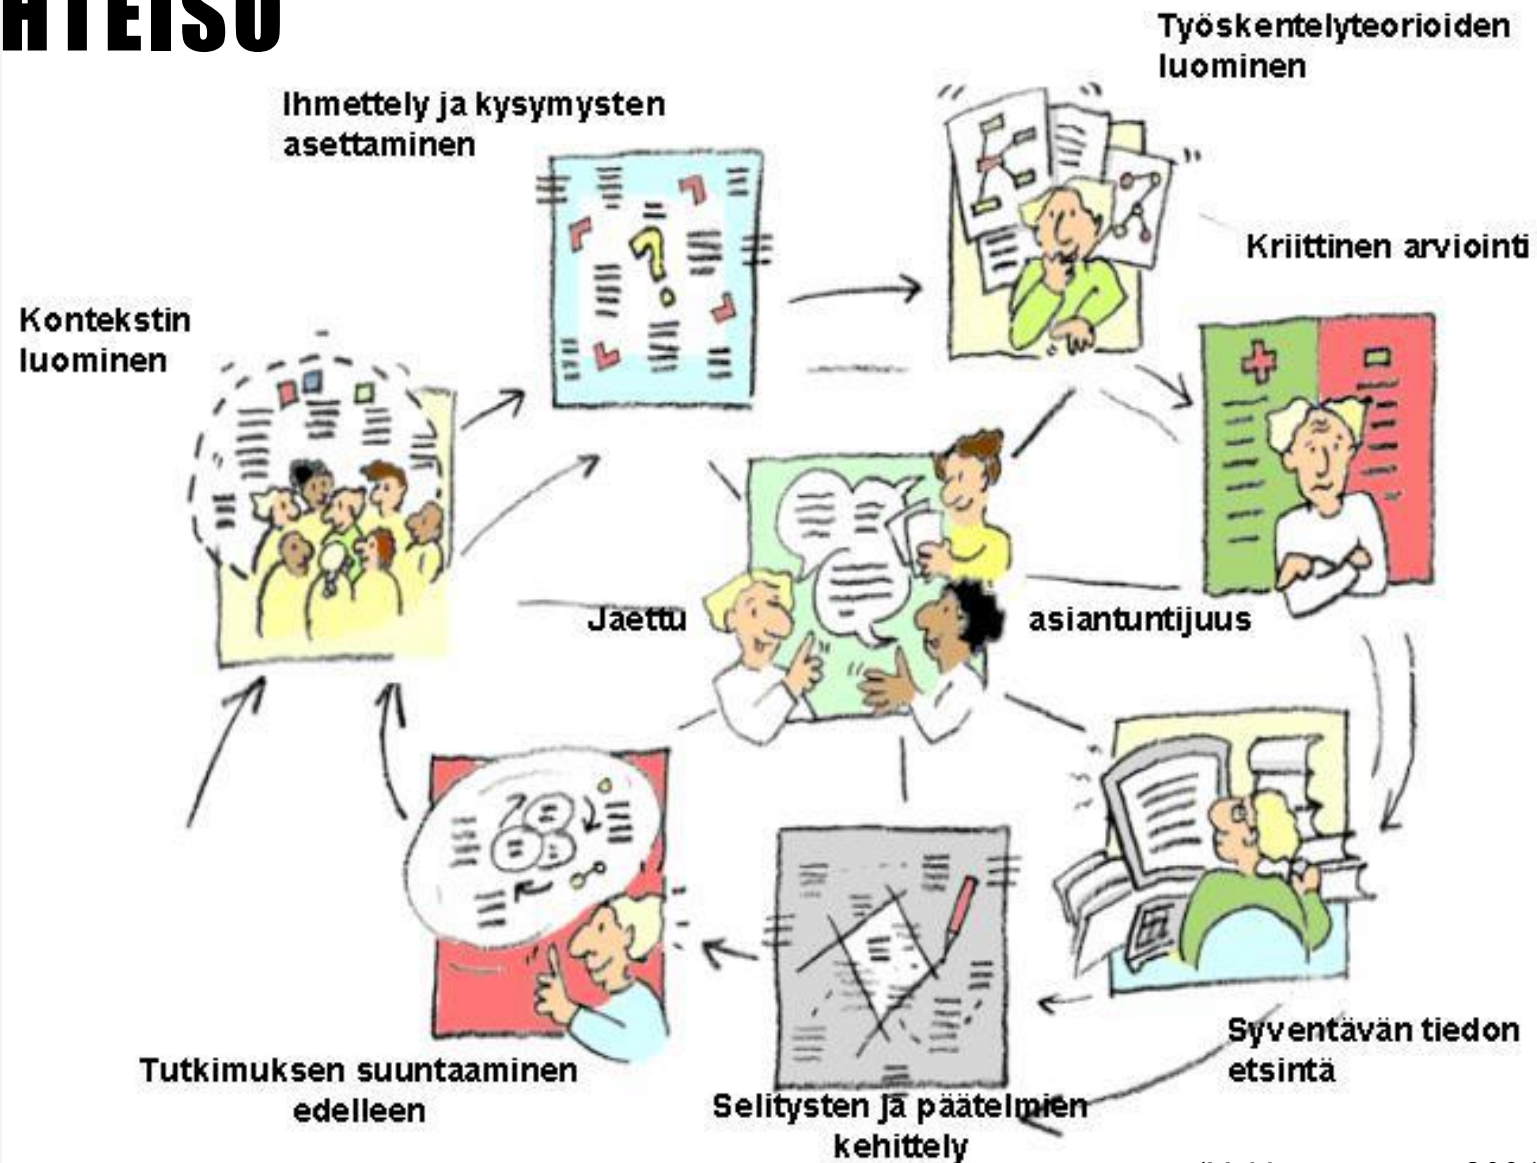 HTEISÖ
Työskentelyteorioiden
luominen
Ihmettely ja kysymysten
asettaminen
Kriittinen arviointi
Kontekstin
luominen
Jaettu
asiantuntijuus
Syventävän tiedon
etsintä
Tutkimuksen suuntaaminen
edelleen
Selitysten ja päätelmien
kehittely